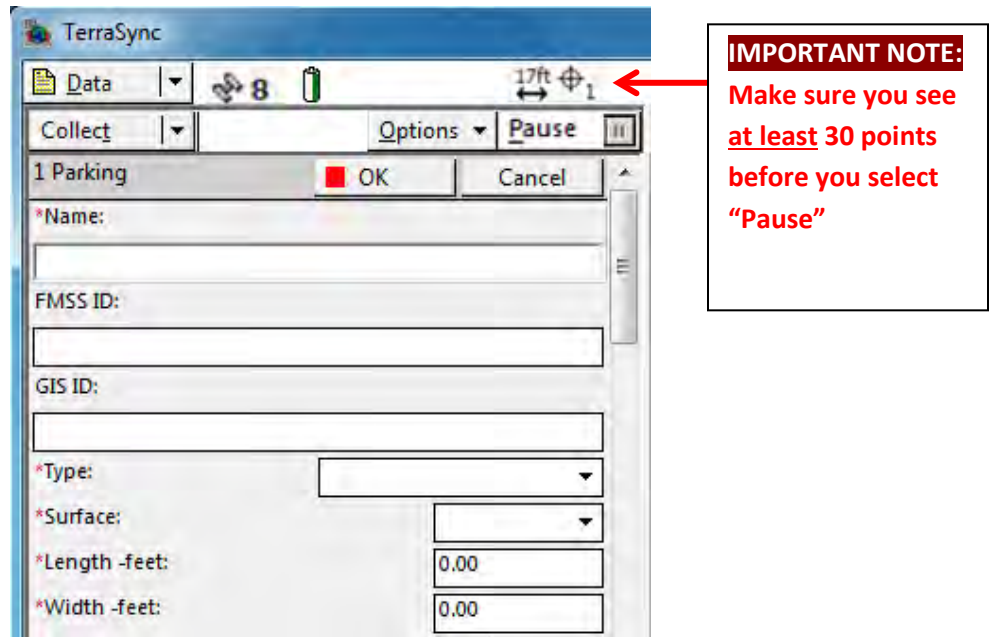 TerraSync
Data 8 17ft 1
Collect Options Pause
1 Parking OK Cancel
*Name:
FMSS ID:
GIS ID:
*Type:
*Surface:
*Length -feet: 0.00
*Width -feet: 0.00
IMPORTANT NOTE:
Make sure you see
at least 30 points
before you select
“Pause”